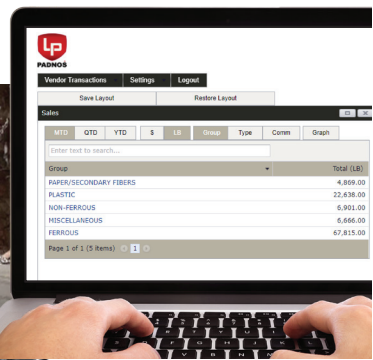 LP
PADNOS
Vendor Transactions Settings Logout
Save Layout Restore Layout
Sales
MTD QTD YTD $ LB Group Type Comm Graph
Enter text to search...
Group Total (LB)
PAPER/SECONDARY FIBERS 4,869.00
PLASTIC 22,638.00
NON-FERROUS 6,901.00
MISCELLANEOUS 6,666.00
FERROUS 67,815.00
Page 1 of 1 (5 items) 1